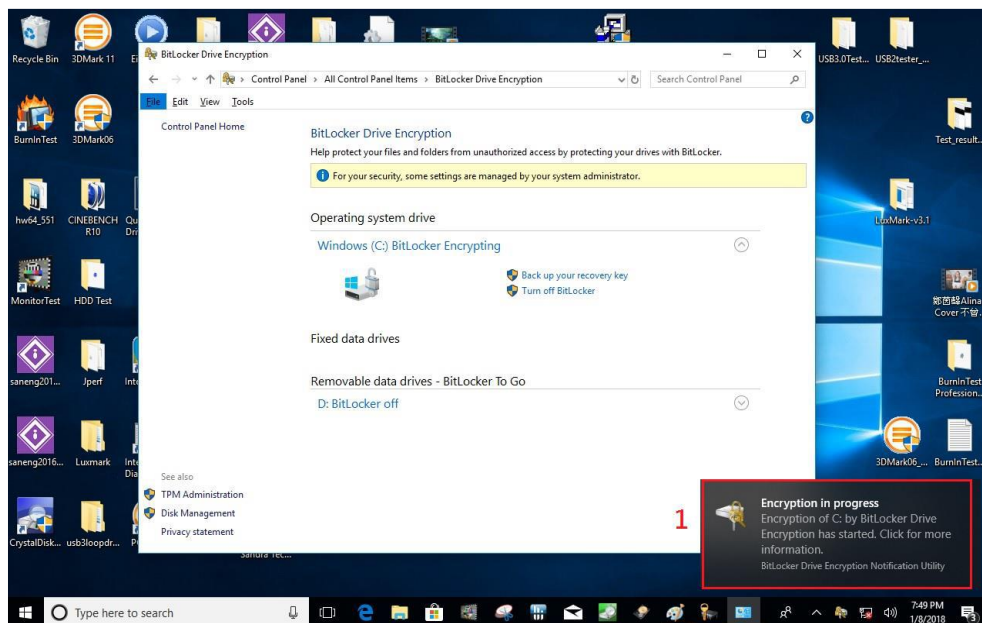 Recycle Bin
3DMark 11
USB3.0Test...
USB2tester_...
BitLocker Drive Encryption
Control Panel > All Control Panel Items > BitLocker Drive Encryption
Search Control Panel
File Edit View Tools
Control Panel Home
BitLocker Drive Encryption
Help protect your files and folders from unauthorized access by protecting your drives with BitLocker.
For your security, some settings are managed by your system administrator.
BurnInTest
3DMark06
Test_result...
Operating system drive
Windows (C:) BitLocker Encrypting
Back up your recovery key
Turn off BitLocker
hw64_551
CINEBENCH
R10
LuxMark-v3.1
MonitorTest
HDD Test
Cover 不曾...
Fixed data drives
Removable data drives - BitLocker To Go
D: BitLocker off
saneng201...
Jperf
BurnInTest
Profession...
saneng2016...
Luxmark
3DMark06_...
BurnInTest...
See also
TPM Administration
Disk Management
Privacy statement
CrystalDisk...
usb3loopdr...
1
Encryption in progress
Encryption of C: by BitLocker Drive
Encryption has started. Click for more
information.
BitLocker Drive Encryption Notification Utility
Type here to search
7:49 PM
1/8/2018